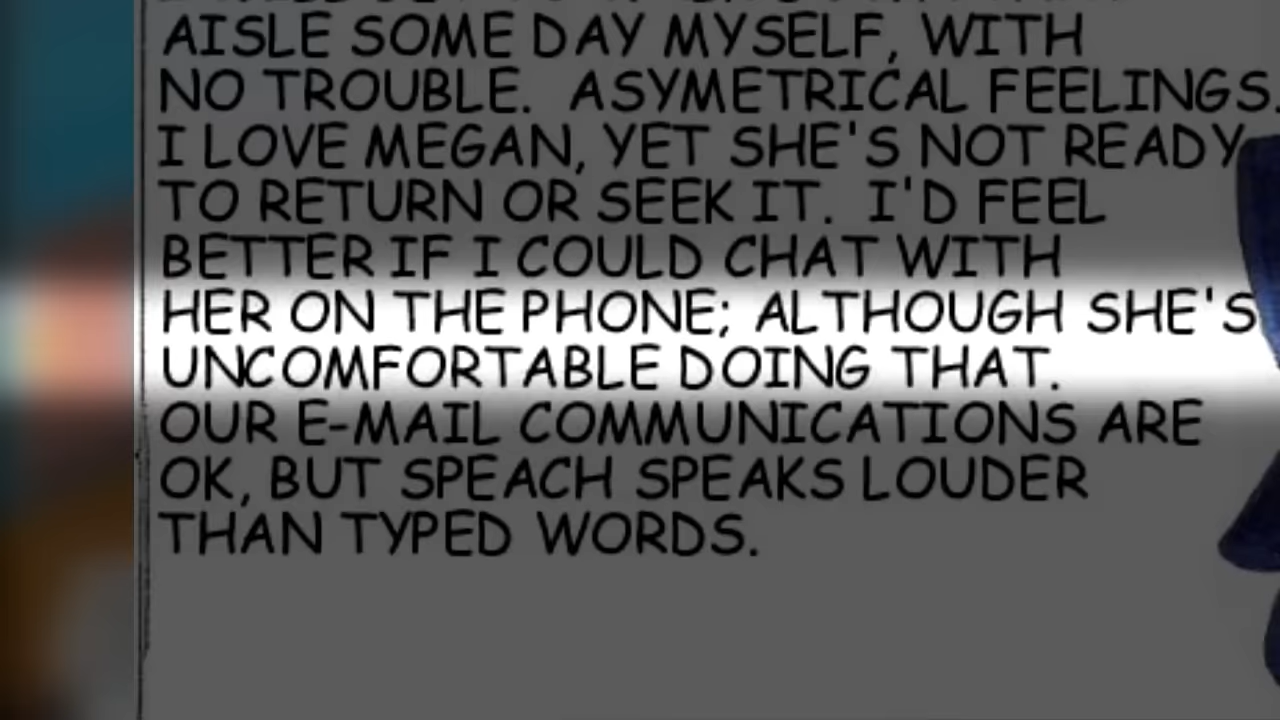 AISLE SOME DAY MYSELF, WITH
NO TROUBLE. ASYMETRICAL FEELINGS.
I LOVE MEGAN, YET SHE'S NOT READY
TO RETURN OR SEEK IT. I'D FEEL
BETTER IF I COULD CHAT WITH
HER ON THE PHONE; ALTHOUGH SHE'S
UNCOMFORTABLE DOING THAT.
OUR E-MAIL COMMUNICATIONS ARE
OK, BUT SPEACH SPEAKS LOUDER
THAN TYPED WORDS.